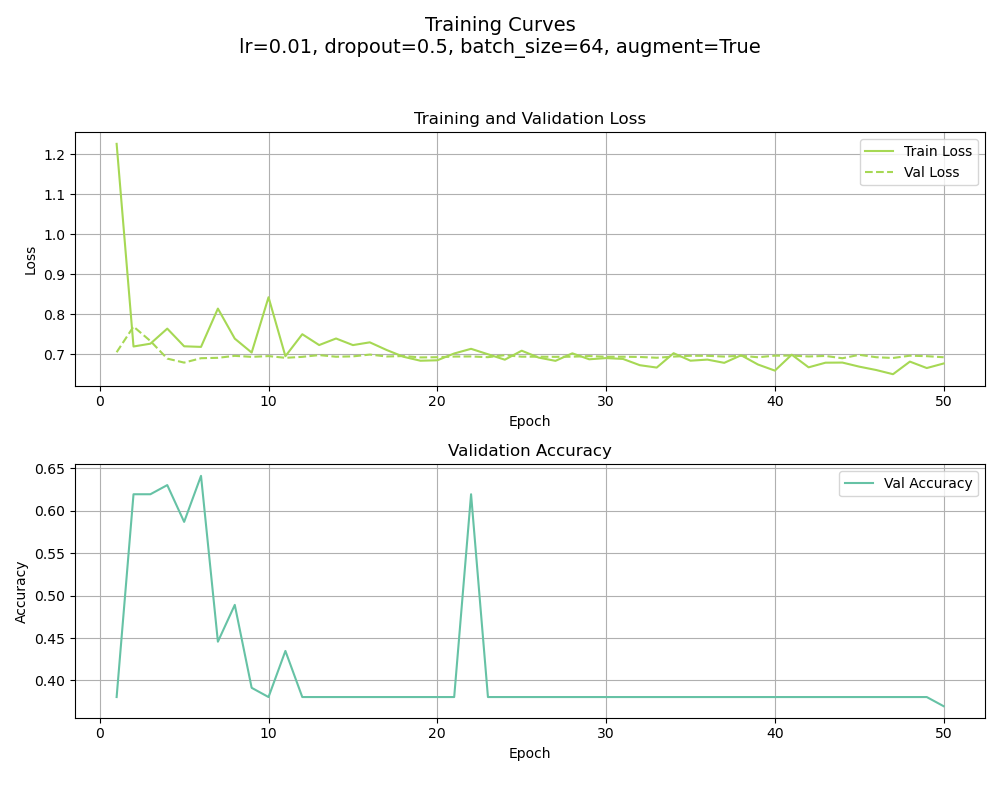 Training Curves
lr=0.01, dropout=0.5, batch_size=64, augment=True
Training and Validation Loss
Train Loss
Val Loss
1.2
1.1
1.0
0.9
0.8
0.7
Loss
0 10 20 30 40 50
Epoch
Validation Accuracy
Val Accuracy
0.65
0.60
0.55
0.50
0.45
0.40
Accuracy
0 10 20 30 40 50
Epoch